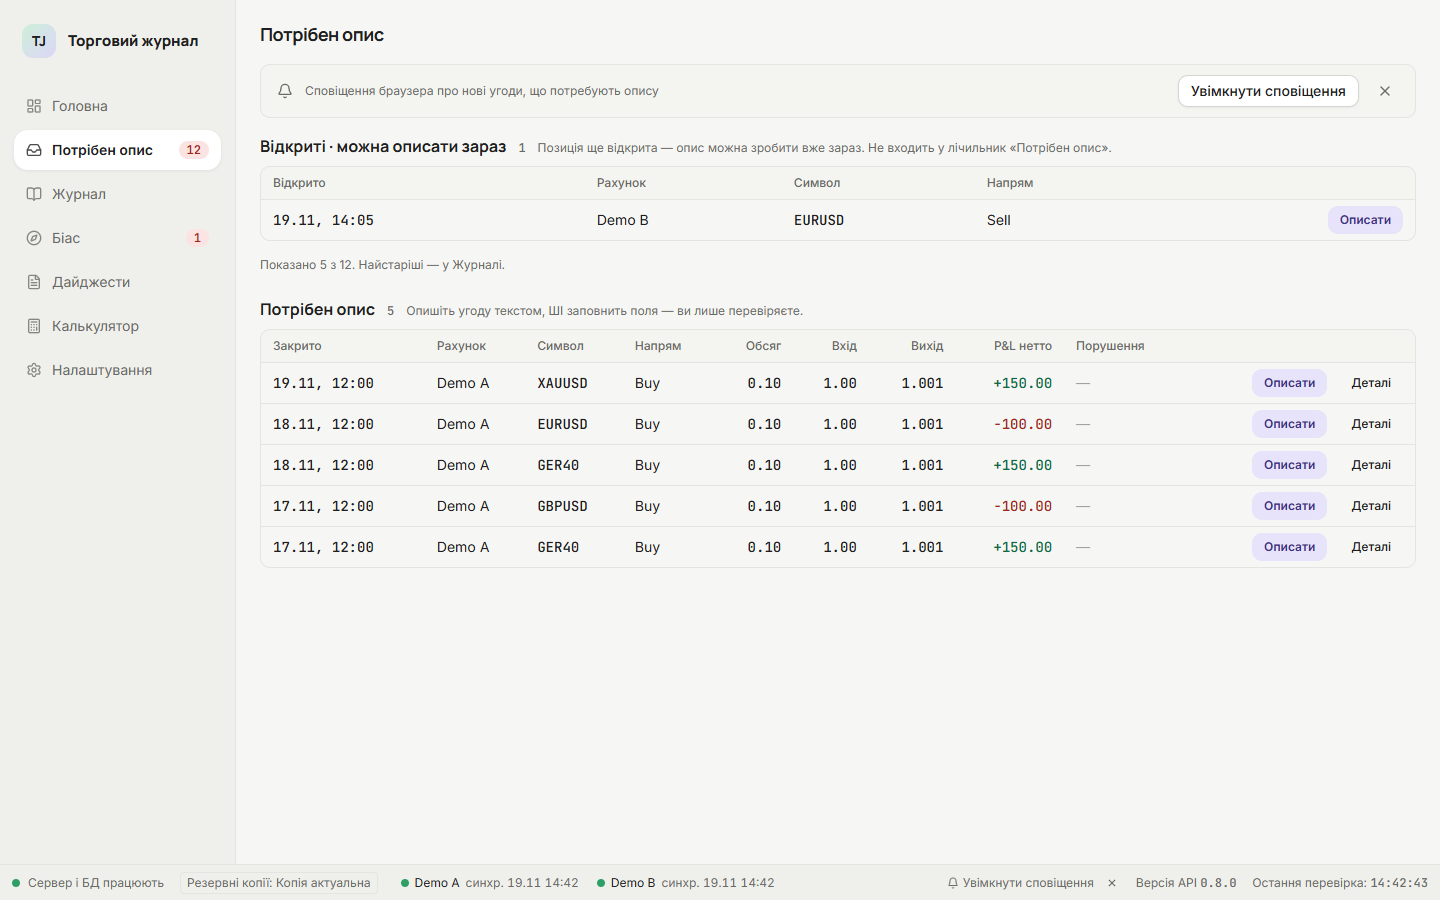 TJ Торговий журнал
Головна
Потрібен опис 12
Журнал
Біас 1
Дайджести
Калькулятор
Налаштування
Потрібен опис
Сповіщення браузера про нові угоди, що потребують опису Увімкнути сповіщення
Відкриті · можна описати зараз 1 Позиція ще відкрита — опис можна зробити вже зараз. Не входить у лічильник «Потрібен опис».
Відкрито Рахунок Символ Напрям
19.11, 14:05 Demo B EURUSD Sell Описати
Показано 5 з 12. Найстаріші — у Журналі.
Потрібен опис 5 Опишіть угоду текстом, ШІ заповнить поля — ви лише перевіряєте.
Закрито Рахунок Символ Напрям Обсяг Вхід Вихід P&L нетто Порушення
19.11, 12:00 Demo A XAUUSD Buy 0.10 1.00 1.001 +150.00 — Описати Деталі
18.11, 12:00 Demo A EURUSD Buy 0.10 1.00 1.001 -100.00 — Описати Деталі
18.11, 12:00 Demo A GER40 Buy 0.10 1.00 1.001 +150.00 — Описати Деталі
17.11, 12:00 Demo A GBPUSD Buy 0.10 1.00 1.001 -100.00 — Описати Деталі
17.11, 12:00 Demo A GER40 Buy 0.10 1.00 1.001 +150.00 — Описати Деталі
Сервер і БД працюють Резервні копії: Копія актуальна Demo A синхр. 19.11 14:42 Demo B синхр. 19.11 14:42 Увімкнути сповіщення Версія API 0.8.0 Остання перевірка: 14:42:43